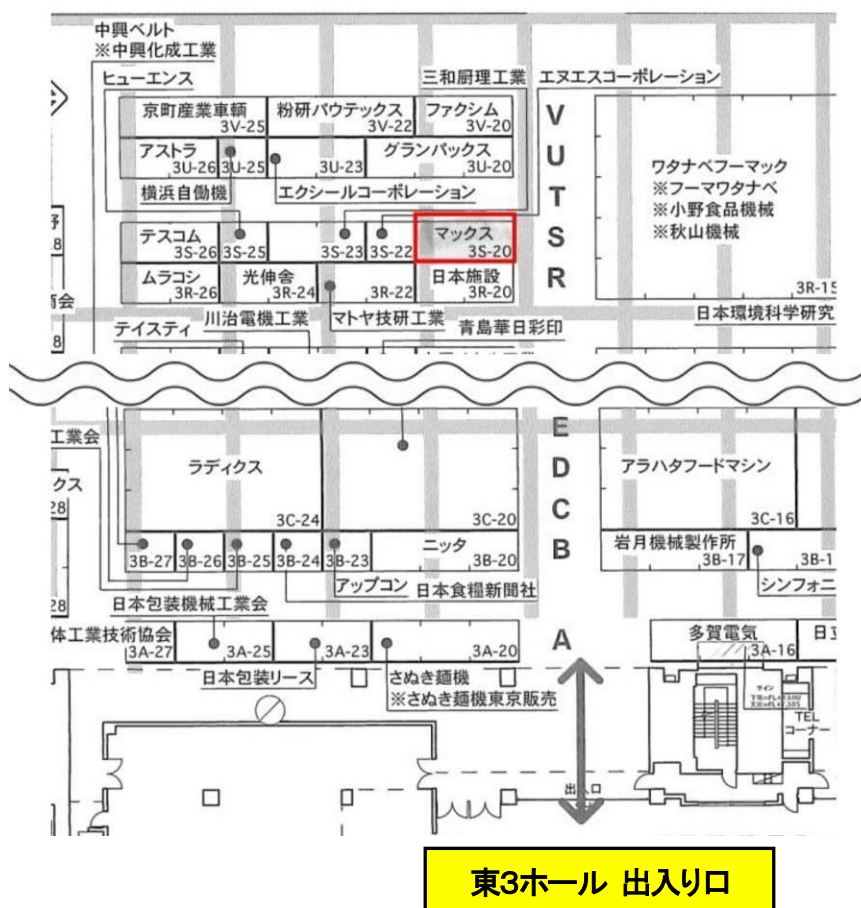 中興ベルト
※中興化成工業
ヒューエンス
三和厨理工業
エヌエスコーポレーション
京町産業車輌
3V-25
粉研パウテックス
3V-22
ファクシム
3V-20
アストラ
3U-26
3U-25
3U-23
グランパックス
3U-20
横浜自働機
エクシールコーポレーション
テスコム
3S-26
3S-25
3S-23
3S-22
マックス
3S-20
ムラコシ
3R-26
光伸舎
3R-24
3R-22
日本施設
3R-20
テイスティ
川治電機工業
マトヤ技研工業
青島華日彩印
V
U
T
S
R
ワタナベフーマック
※フーマワタナベ
※小野食品機械
※秋山機械
3R-15
日本環境科学研究
会
8
8
工業会
クス
28
28
ラディクス
3C-24
3C-20
3B-27
3B-26
3B-25
3B-24
3B-23
ニッタ
3B-20
アップコン
日本食糧新聞社
日本包装機械工業会
体工業技術協会
3A-27
3A-25
3A-23
3A-20
日本包装リース
さぬき麺機
※さぬき麺機東京販売
E
D
C
B
A
アラハタフードマシン
3C-16
岩月機械製作所
3B-17
3B-1
シンフォニ
多賀電気
3A-16
日立
サイン
TEL
コーナー
出入口
東3ホール 出入り口